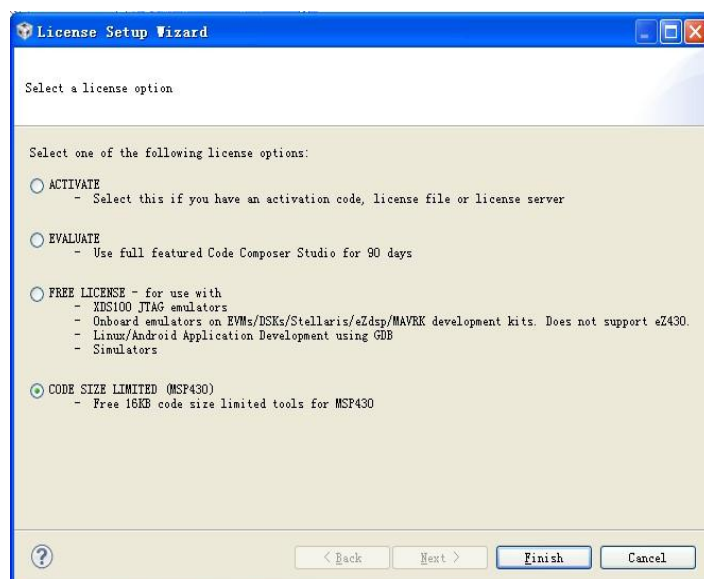 License Setup Wizard
Select a license option
Select one of the following license options:
ACTIVATE
- Select this if you have an activation code, license file or license server
EVALUATE
- Use full featured Code Composer Studio for 90 days
FREE LICENSE - for use with
- XDS100 JTAG emulators
- Onboard emulators on EVMs/DSKs/Stellaris/eZdsp/MAVRK development kits. Does not support eZ430.
- Linux/Android Application Development using GDB
- Simulators
CODE SIZE LIMITED (MSP430)
- Free 16KB code size limited tools for MSP430
?
< Back Next > Finish Cancel